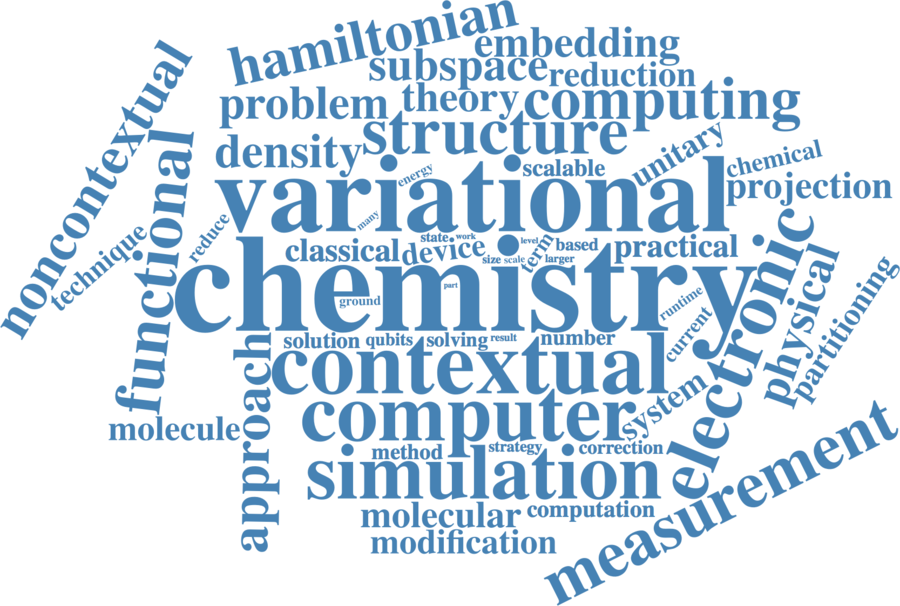 hamiltonian
embedding
subspace
reduction
noncontextual
problem
theory
computing
structure
functional
density
unitary
chemical
scalable
energy
variational
projection
many
reduce
technique
state
work
level
classical
device
size
scale
term
larger
based
practical
electronic
chemistry
physical
partitioning
part
ground
runtime
current
solution
qubits
solving
result
number
approach
contextual
computer
system
molecule
method
strategy
correction
simulation
measurement
molecular
computation
modification